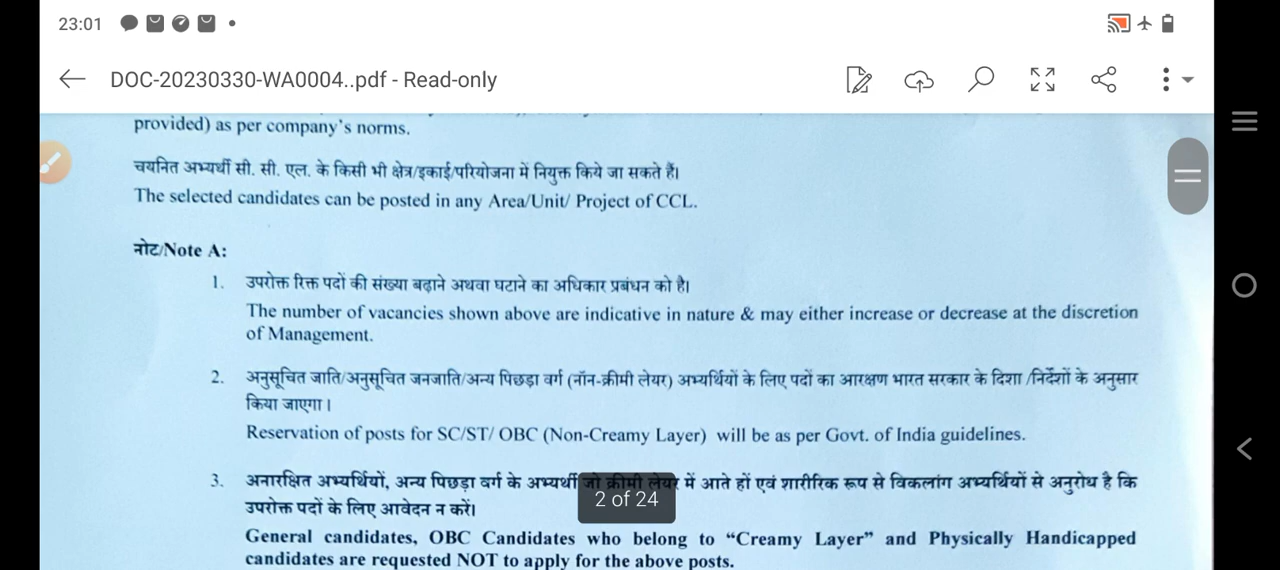 23:01
DOC-20230330-WA0004..pdf - Read-only
provided) as per company's norms.
चयनित अभ्यर्थी सी. सी. एल. के किसी भी क्षेत्र/इकाई/परियोजना में नियुक्त किये जा सकते हैं।
The selected candidates can be posted in any Area/Unit/ Project of CCL.
नोट/Note A:
1. उपरोक्त रिक्त पदों की संख्या बढ़ाने अथवा घटाने का अधिकार प्रबंधन को है।
The number of vacancies shown above are indicative in nature & may either increase or decrease at the discretion
of Management.
2. अनुसूचित जाति/अनुसूचित जनजाति/अन्य पिछड़ा वर्ग (नॉन-क्रीमी लेयर) अभ्यर्थियों के लिए पदों का आरक्षण भारत सरकार के दिशा /निर्देशों के अनुसार
किया जाएगा।
Reservation of posts for SC/ST/ OBC (Non-Creamy Layer) will be as per Govt. of India guidelines.
3. अनारक्षित अभ्यर्थियों, अन्य पिछड़ा वर्ग के अभ्यर्थी जो क्रीमी लेयर में आते हों एवं शारीरिक रूप से विकलांग अभ्यर्थियों से अनुरोध है कि
2 of 24
उपरोक्त पदों के लिए आवेदन न करें।
General candidates, OBC Candidates who belong to "Creamy Layer" and Physically Handicapped
candidates are requested NOT to apply for the above posts.